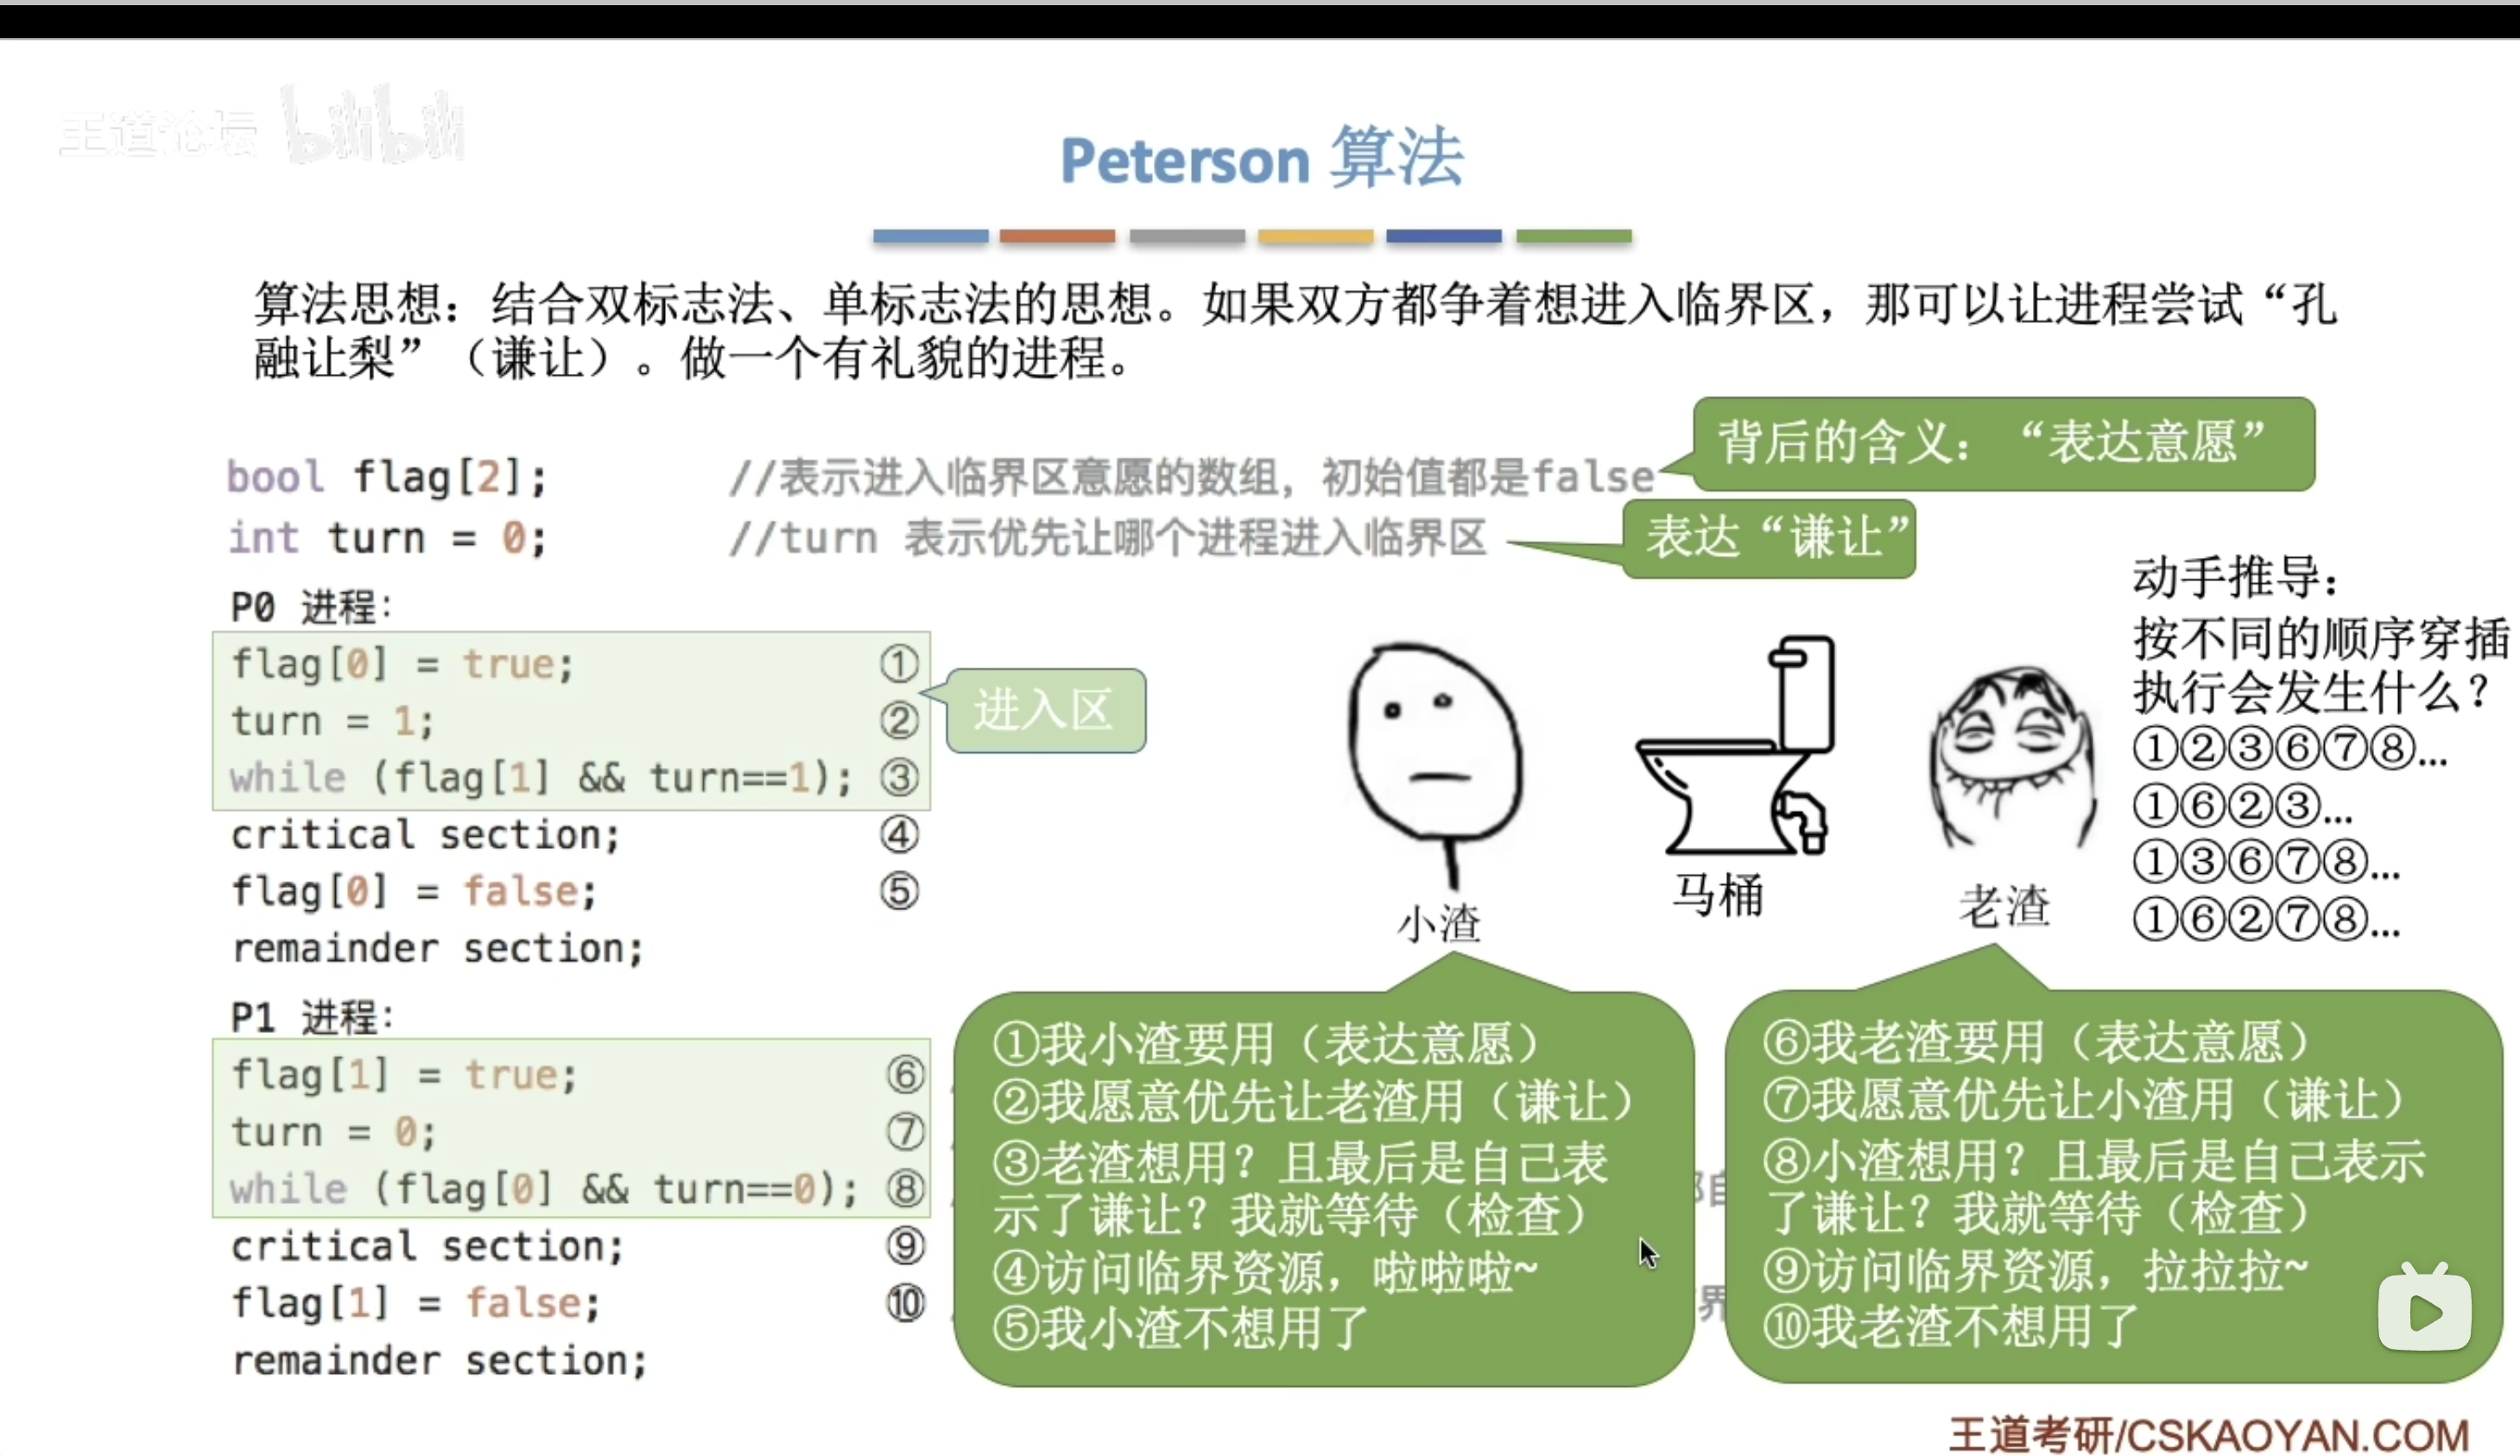 王道论坛 bilibili
Peterson 算法
算法思想：结合双标志法、单标志法的思想。如果双方都争着想进入临界区，那可以让进程尝试“孔
融让梨”（谦让）。做一个有礼貌的进程。
背后的含义：“表达意愿”
bool flag[2]; //表示进入临界区意愿的数组，初始值都是false
int turn = 0; //turn 表示优先让哪个进程进入临界区
表达“谦让”
P0 进程：
flag[0] = true; ①
turn = 1; ②
while (flag[1] && turn==1); ③
critical section; ④
flag[0] = false; ⑤
remainder section;
进入区
P1 进程：
flag[1] = true; ⑥
turn = 0; ⑦
while (flag[0] && turn==0); ⑧
critical section; ⑨
flag[1] = false; ⑩
remainder section;
小渣
马桶
老渣
动手推导：
按不同的顺序穿插
执行会发生什么？
①②③⑥⑦⑧...
①⑥②③...
①③⑥⑦⑧...
①⑥②⑦⑧...
①我小渣要用（表达意愿）
②我愿意优先让老渣用（谦让）
③老渣想用？且最后是自己表
示了谦让？我就等待（检查）
④访问临界资源，啦啦啦~
⑤我小渣不想用了
⑥我老渣要用（表达意愿）
⑦我愿意优先让小渣用（谦让）
⑧小渣想用？且最后是自己表示
了谦让？我就等待（检查）
⑨访问临界资源，拉拉拉~
⑩我老渣不想用了
界
王道考研/CSKAOYAN.COM